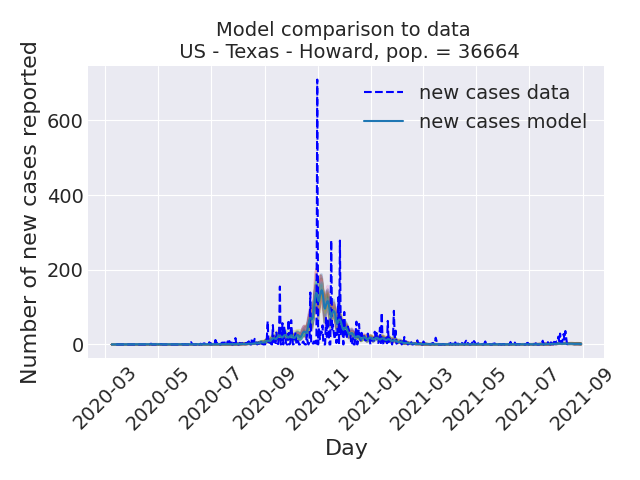 Model comparison to data
US - Texas - Howard, pop. = 36664
Number of new cases reported
600
400
200
0
new cases data
new cases model
2020-03
2020-05
2020-07
2020-09
2020-11
2021-01
2021-03
2021-05
2021-07
2021-09
Day